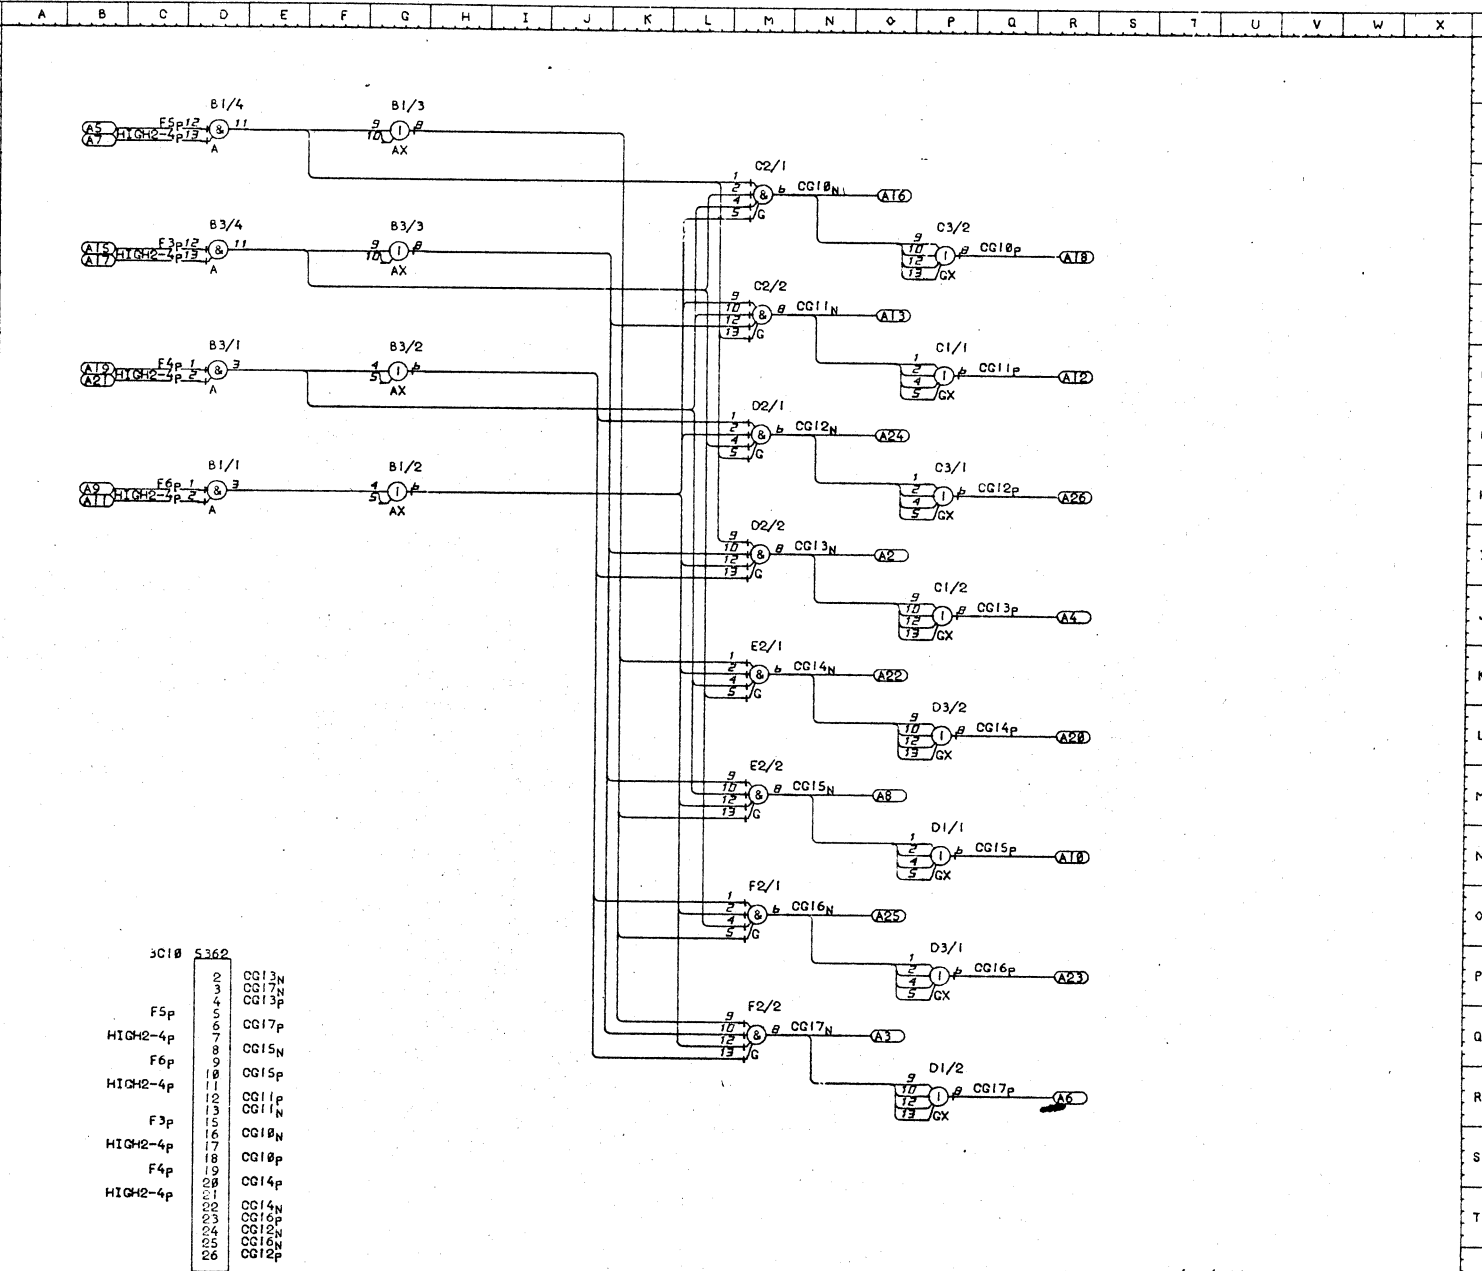 A B C D E F G H I J K L M N O P Q R S T U V W X
B1/4
B1/3
A5 F5P 12 & 11
A7 HIGH2-4P 13
A
9 I 8
10
AX
C2/1
1
2 & 6 CG10N A16
4
5 G
B3/4
B3/3
A15 F3P 12 & 11
A17 HIGH2-4P 13
A
9 I 8
10
AX
C3/2
9
10 I 8 CG10P A18
12
13 GX
C2/2
9
10 & 8 CG11N A13
12
13 G
B3/1
B3/2
A19 F4P 1 & 3
A21 HIGH2-4P 2
A
4 I 6
5
AX
C1/1
1
2 I 6 CG11P A12
4
5 GX
D2/1
1
2 & 6 CG12N A24
4
5 G
B1/1
B1/2
A9 F6P 1 & 3
A11 HIGH2-4P 2
A
4 I 6
5
AX
C3/1
1
2 I 6 CG12P A26
4
5 GX
D2/2
9
10 & 8 CG13N A2
12
13 G
C1/2
9
10 I 8 CG13P A4
12
13 GX
E2/1
1
2 & 6 CG14N A22
4
5 G
D3/2
9
10 I 8 CG14P A20
12
13 GX
E2/2
9
10 & 8 CG15N A8
12
13 G
D1/1
1
2 I 6 CG15P A10
4
5 GX
F2/1
1
2 & 6 CG16N A25
4
5 G
D3/1
1
2 I 6 CG16P A23
4
5 GX
F2/2
9
10 & 8 CG17N A3
12
13 G
D1/2
9
10 I 8 CG17P A6
12
13 GX
3C10 S362
2 CG13N
3 CG17N
4 CG13P
F5P 5
6 CG17P
HIGH2-4P 7
8 CG15N
F6P 9
10 CG15P
HIGH2-4P 11
12 CG11P
13 CG11N
F3P 15
16 CG10N
HIGH2-4P 17
18 CG10P
F4P 19
20 CG14P
HIGH2-4P 21
22 CG14N
23 CG16P
24 CG12N
25 CG16N
26 CG12P